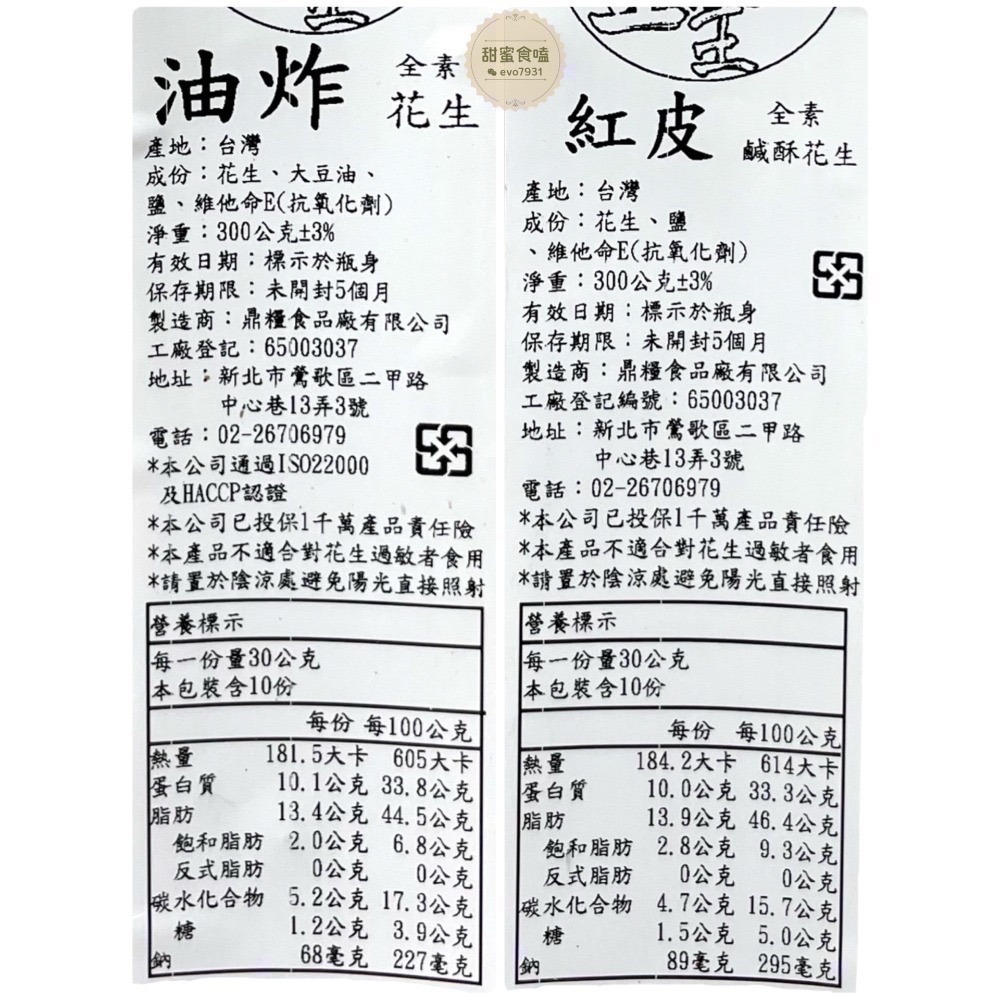 甜蜜食嗑
evo7931
油炸 全素
花生
產地：台灣
成份：花生、大豆油、
鹽、維他命E(抗氧化劑)
淨重：300公克±3%
有效日期：標示於瓶身
保存期限：未開封5個月
製造商：鼎糧食品廠有限公司
工廠登記：65003037
地址：新北市鶯歌區二甲路
中心巷13弄3號
電話：02-26706979
*本公司通過ISO22000
及HACCP認證
*本公司已投保1千萬產品責任險
*本產品不適合對花生過敏者食用
*請置於陰涼處避免陽光直接照射
營養標示
每一份量30公克
本包裝含10份
每份 每100公克
熱量 181.5大卡 605大卡
蛋白質 10.1公克 33.8公克
脂肪 13.4公克 44.5公克
飽和脂肪 2.0公克 6.8公克
反式脂肪 0公克 0公克
碳水化合物 5.2公克 17.3公克
糖 1.2公克 3.9公克
鈉 68毫克 227毫克
紅皮 全素
鹹酥花生
產地：台灣
成份：花生、鹽
、維他命E(抗氧化劑)
淨重：300公克±3%
有效日期：標示於瓶身
保存期限：未開封5個月
製造商：鼎糧食品廠有限公司
工廠登記編號：65003037
地址：新北市鶯歌區二甲路
中心巷13弄3號
電話：02-26706979
*本公司已投保1千萬產品責任險
*本產品不適合對花生過敏者食用
*請置於陰涼處避免陽光直接照射
營養標示
每一份量30公克
本包裝含10份
每份 每100公克
熱量 184.2大卡 614大卡
蛋白質 10.0公克 33.3公克
脂肪 13.9公克 46.4公克
飽和脂肪 2.8公克 9.3公克
反式脂肪 0公克 0公克
碳水化合物 4.7公克 15.7公克
糖 1.5公克 5.0公克
鈉 89毫克 295毫克